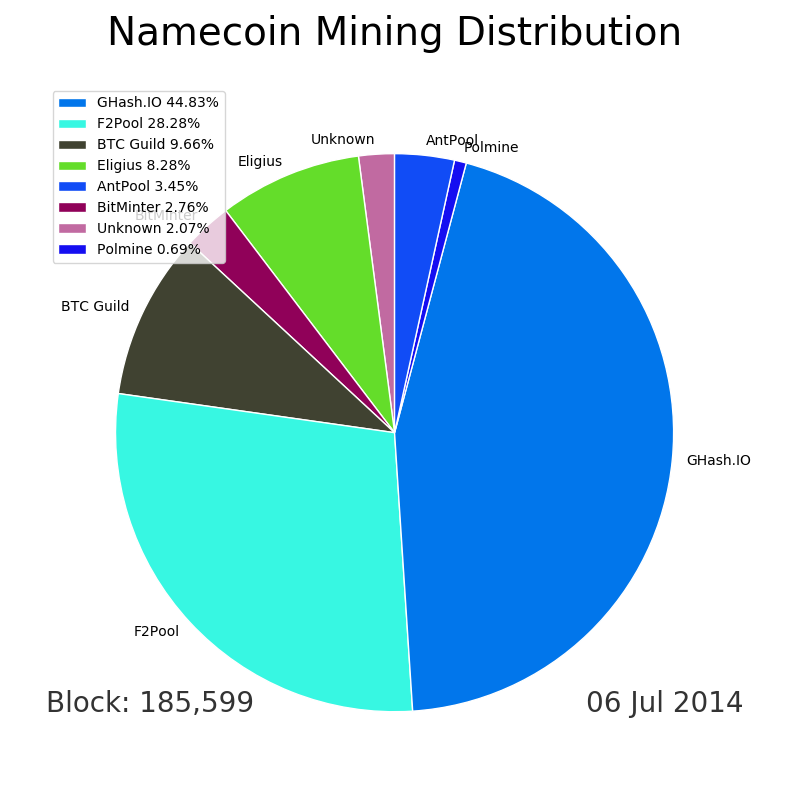 Namecoin Mining Distribution
GHash.IO 44.83%
F2Pool 28.28%
BTC Guild 9.66%
Eligius 8.28%
AntPool 3.45%
BitMinter 2.76%
Unknown 2.07%
Polmine 0.69%
Unknown
AntPool
Polmine
Eligius
BitMinter
BTC Guild
GHash.IO
F2Pool
Block: 185,599
06 Jul 2014